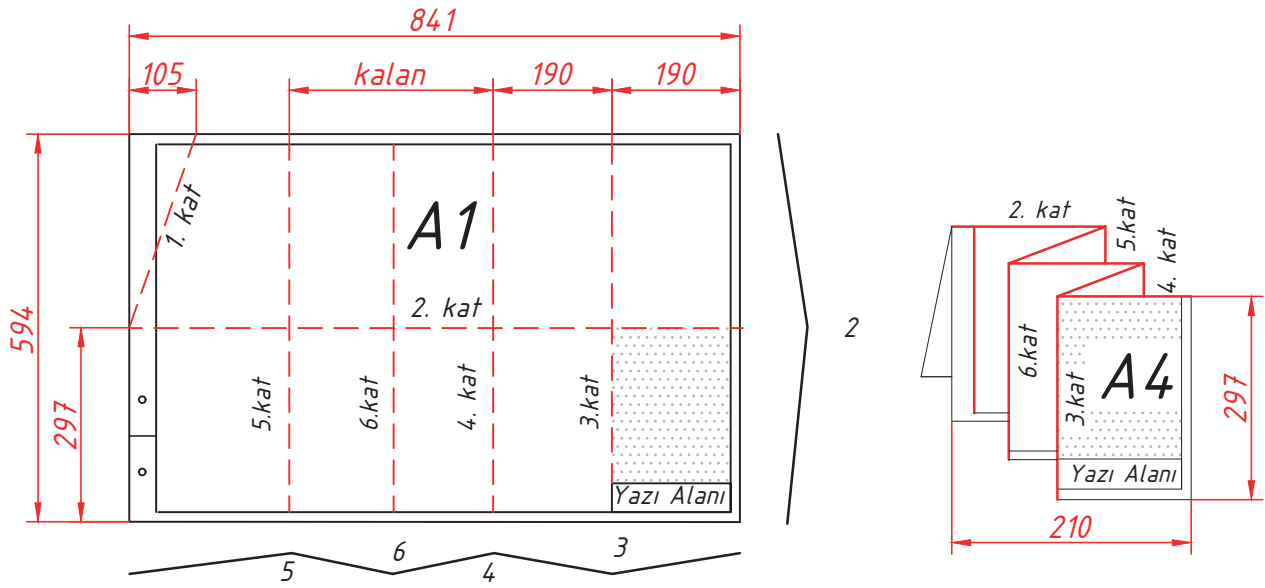 841
105
kalan
190
190
594
297
1. kat
A1
2. kat
5.kat
6.kat
4. kat
3.kat
Yazı Alanı
2
6
3
5
4
2. kat
5.kat
4. kat
6.kat
3.kat
A4
Yazı Alanı
297
210